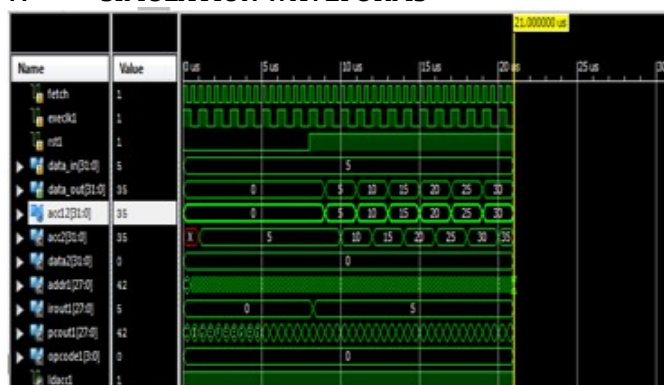 SIMULATION WAVEFORMS
21.000000 us
Name Value 0 us 5 us 10 us 15 us 20 us 25 us
fetch 1
execlk1 1
rst1 1
data_in[31:0] 5 5
data_out[31:0] 35 0 5 10 15 20 25 30
acc12[31:0] 35 0 5 10 15 20 25 30
acc2[31:0] 35 X 5 10 15 20 25 30 35
data2[31:0] 0 0
addr1[27:0] 42
irout1[27:0] 5 0 5
pcout1[27:0] 42
opcode1[3:0] 0 0
ldacc1 1